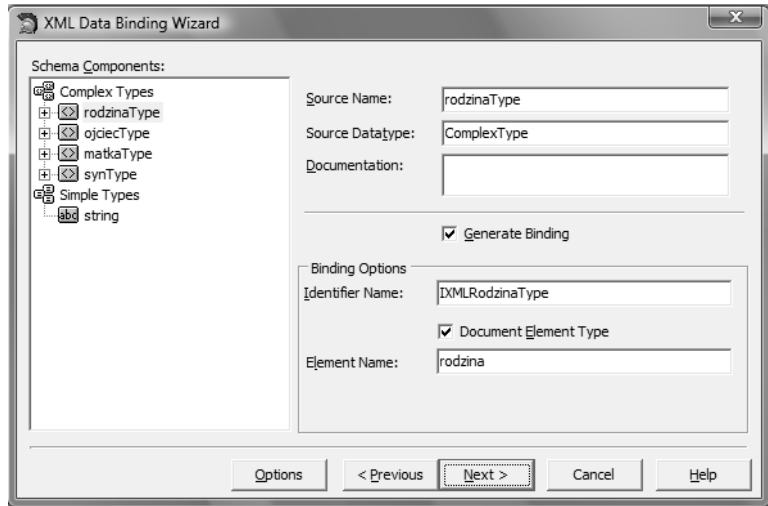 XML Data Binding Wizard
Schema Components:
Complex Types
rodzinaType
ojciecType
matkaType
synType
Simple Types
abc string
Source Name: rodzinaType
Source Datatype: ComplexType
Documentation:
Generate Binding
Binding Options
Identifier Name: IXMLRodzinaType
Document Element Type
Element Name: rodzina
Options < Previous Next > Cancel Help